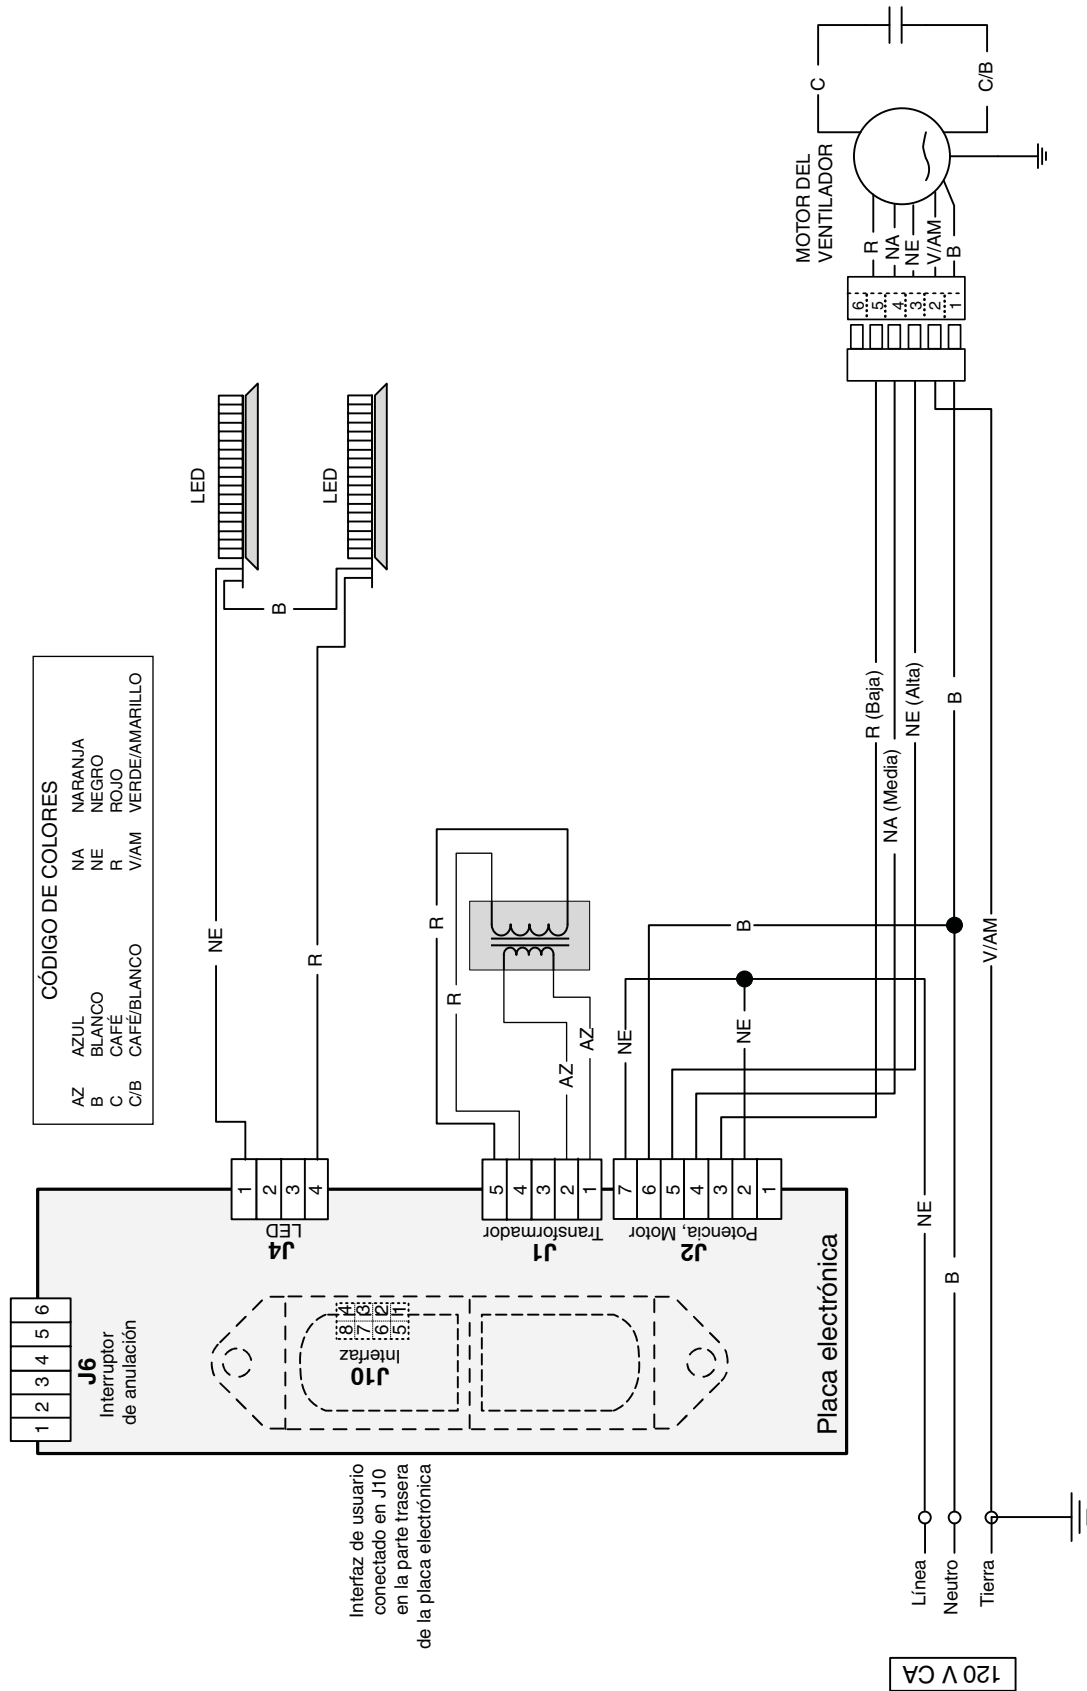 CÓDIGO DE COLORES
AZ AZUL NA NARANJA
B BLANCO NE NEGRO
C CAFÉ R ROJO
C/B CAFÉ/BLANCO V/AM VERDE/AMARILLO
J6
Interruptor
de anulación
1 2 3 4 5 6
Interfaz de usuario
conectado en J10
en la parte trasera
de la placa electrónica
J10
Interfaz
8 7 6 5
4 3 2 1
Placa electrónica
J4
LED
1 2 3 4
J1
Transformador
5 4 3 2 1
J2
Potencia, Motor
7 6 5 4 3 2 1
NE
R
B
LED
LED
R
R
AZ
AZ
NE
B
NE
R (Baja)
NA (Media)
NE (Alta)
B
V/AM
NE
B
6 5 4 3 2 1
R
NA
NE
V/AM
B
MOTOR DEL
VENTILADOR
C
C/B
120 V CA
Línea
Neutro
Tierra